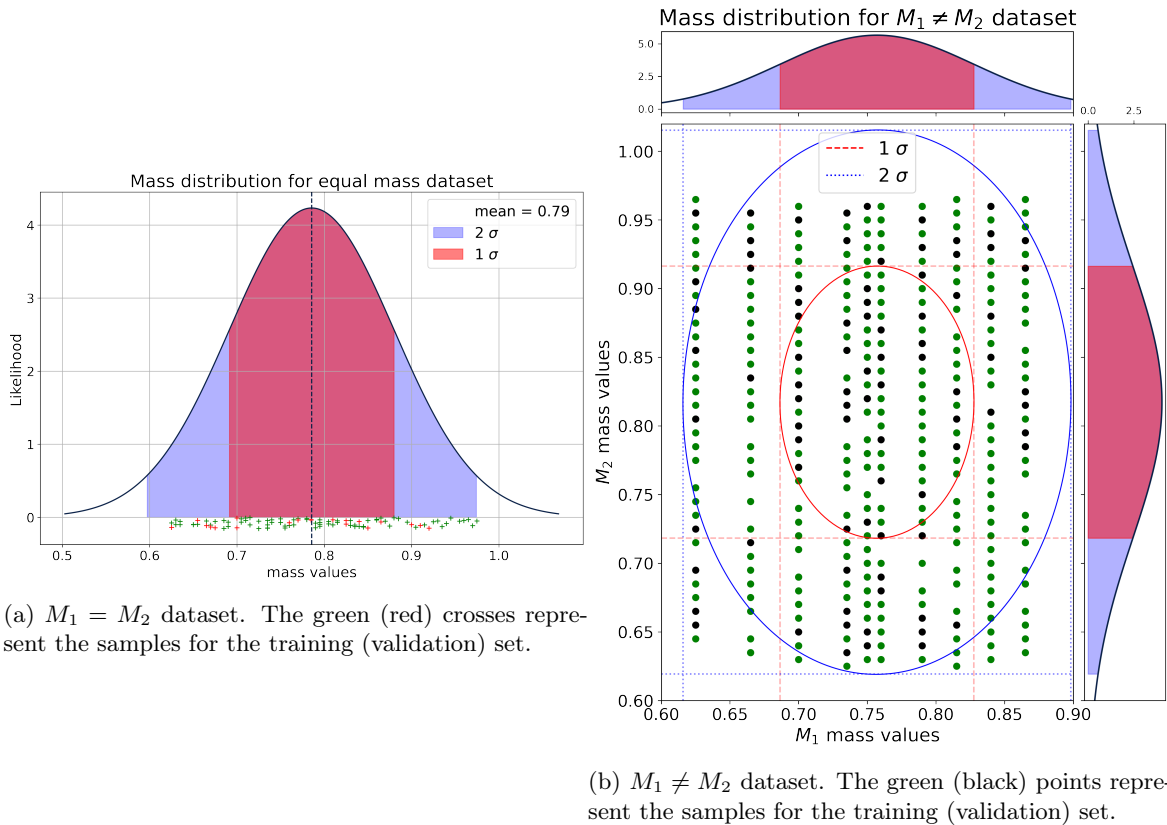 Mass distribution for equal mass dataset
mean = 0.79
2 σ
1 σ
Likelihood
4
3
2
1
0
0.5 0.6 0.7 0.8 0.9 1.0
mass values
(a) M₁ = M₂ dataset. The green (red) crosses repre-
sent the samples for the training (validation) set.
Mass distribution for M₁ ≠ M₂ dataset
5.0
2.5
0.0
0.0 2.5
1 σ
2 σ
M₂ mass values
1.00
0.95
0.90
0.85
0.80
0.75
0.70
0.65
0.60
0.60 0.65 0.70 0.75 0.80 0.85 0.90
M₁ mass values
(b) M₁ ≠ M₂ dataset. The green (black) points repre-
sent the samples for the training (validation) set.